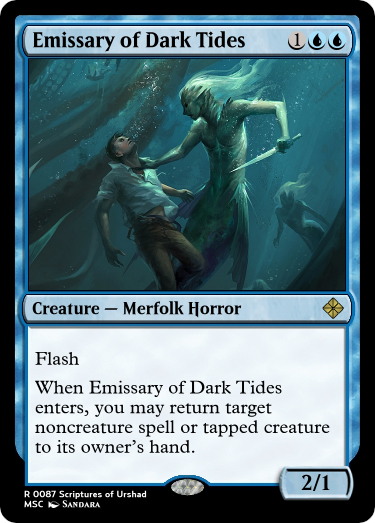 Emissary of Dark Tides 1
Creature — Merfolk Horror
Flash
When Emissary of Dark Tides
enters, you may return target
noncreature spell or tapped creature
to its owner's hand.
2/1
R 0087 Scriptures of Urshad
MSC Sandara